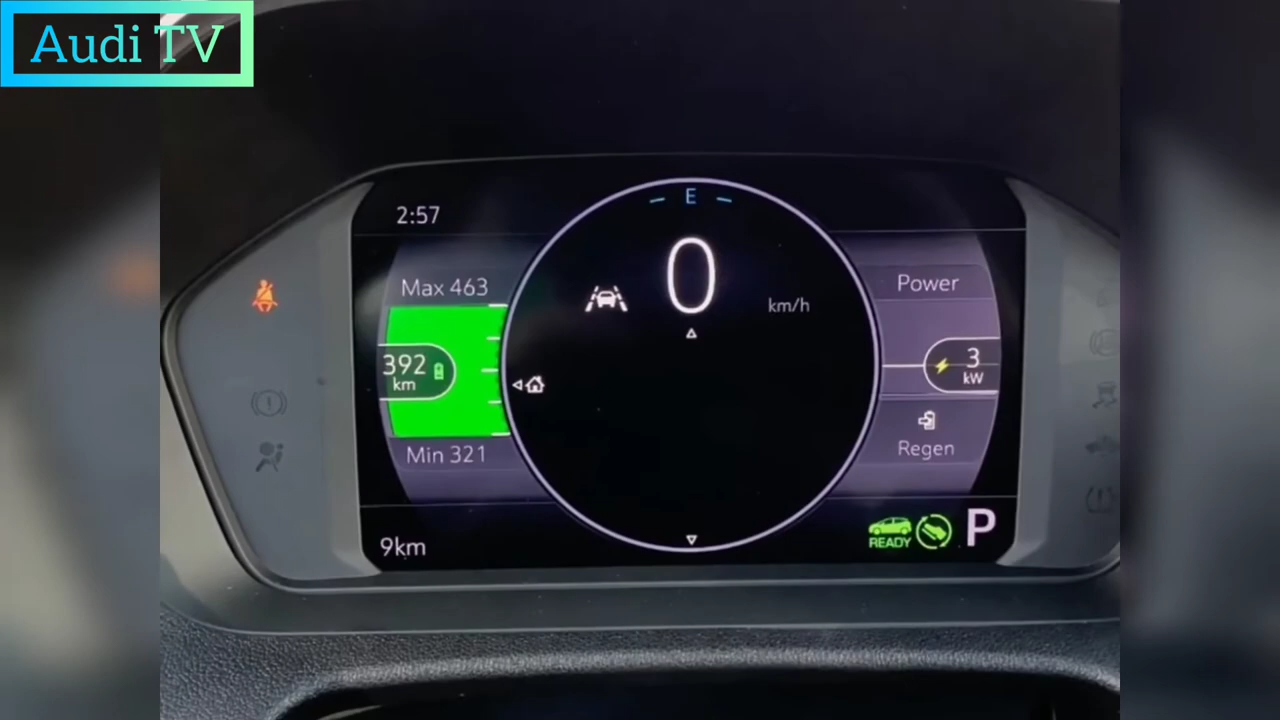 Audi TV
E
2:57
0
km/h
Max 463
392
km
Min 321
Power
3
kW
Regen
9km
READY
P